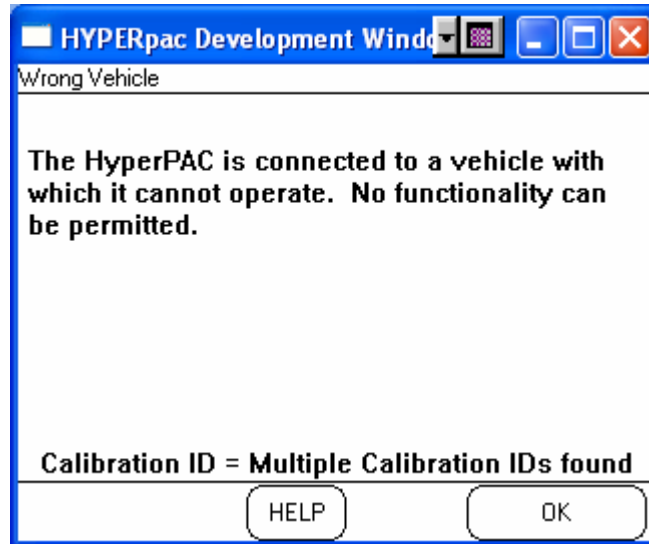 HYPERpac Development Windo
Wrong Vehicle
The HyperPAC is connected to a vehicle with
which it cannot operate. No functionality can
be permitted.
Calibration ID = Multiple Calibration IDs found
HELP
OK